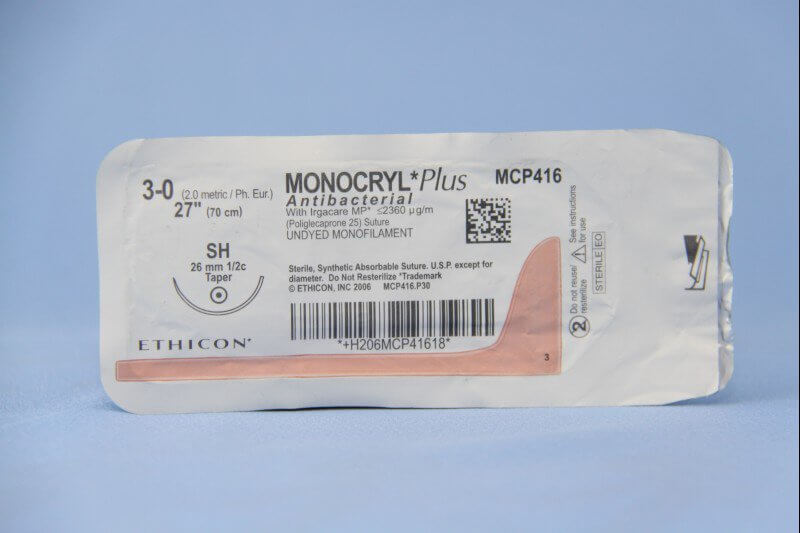 3-0 (2.0 metric / Ph. Eur.)
27" (70 cm)
SH
26 mm 1/2c
Taper
ETHICON*
MONOCRYL*Plus
Antibacterial
With Irgacare MP* ≤2360 µg/m
(Poliglecaprone 25) Suture
UNDYED MONOFILAMENT
MCP416
Sterile, Synthetic Absorbable Suture. U.S.P. except for
diameter. Do Not Resterilize *Trademark
© ETHICON, INC 2006 MCP416.P30
*+H206MCP41618*
3
2 Do not reuse/
resterilize
See instructions
for use
STERILE EO